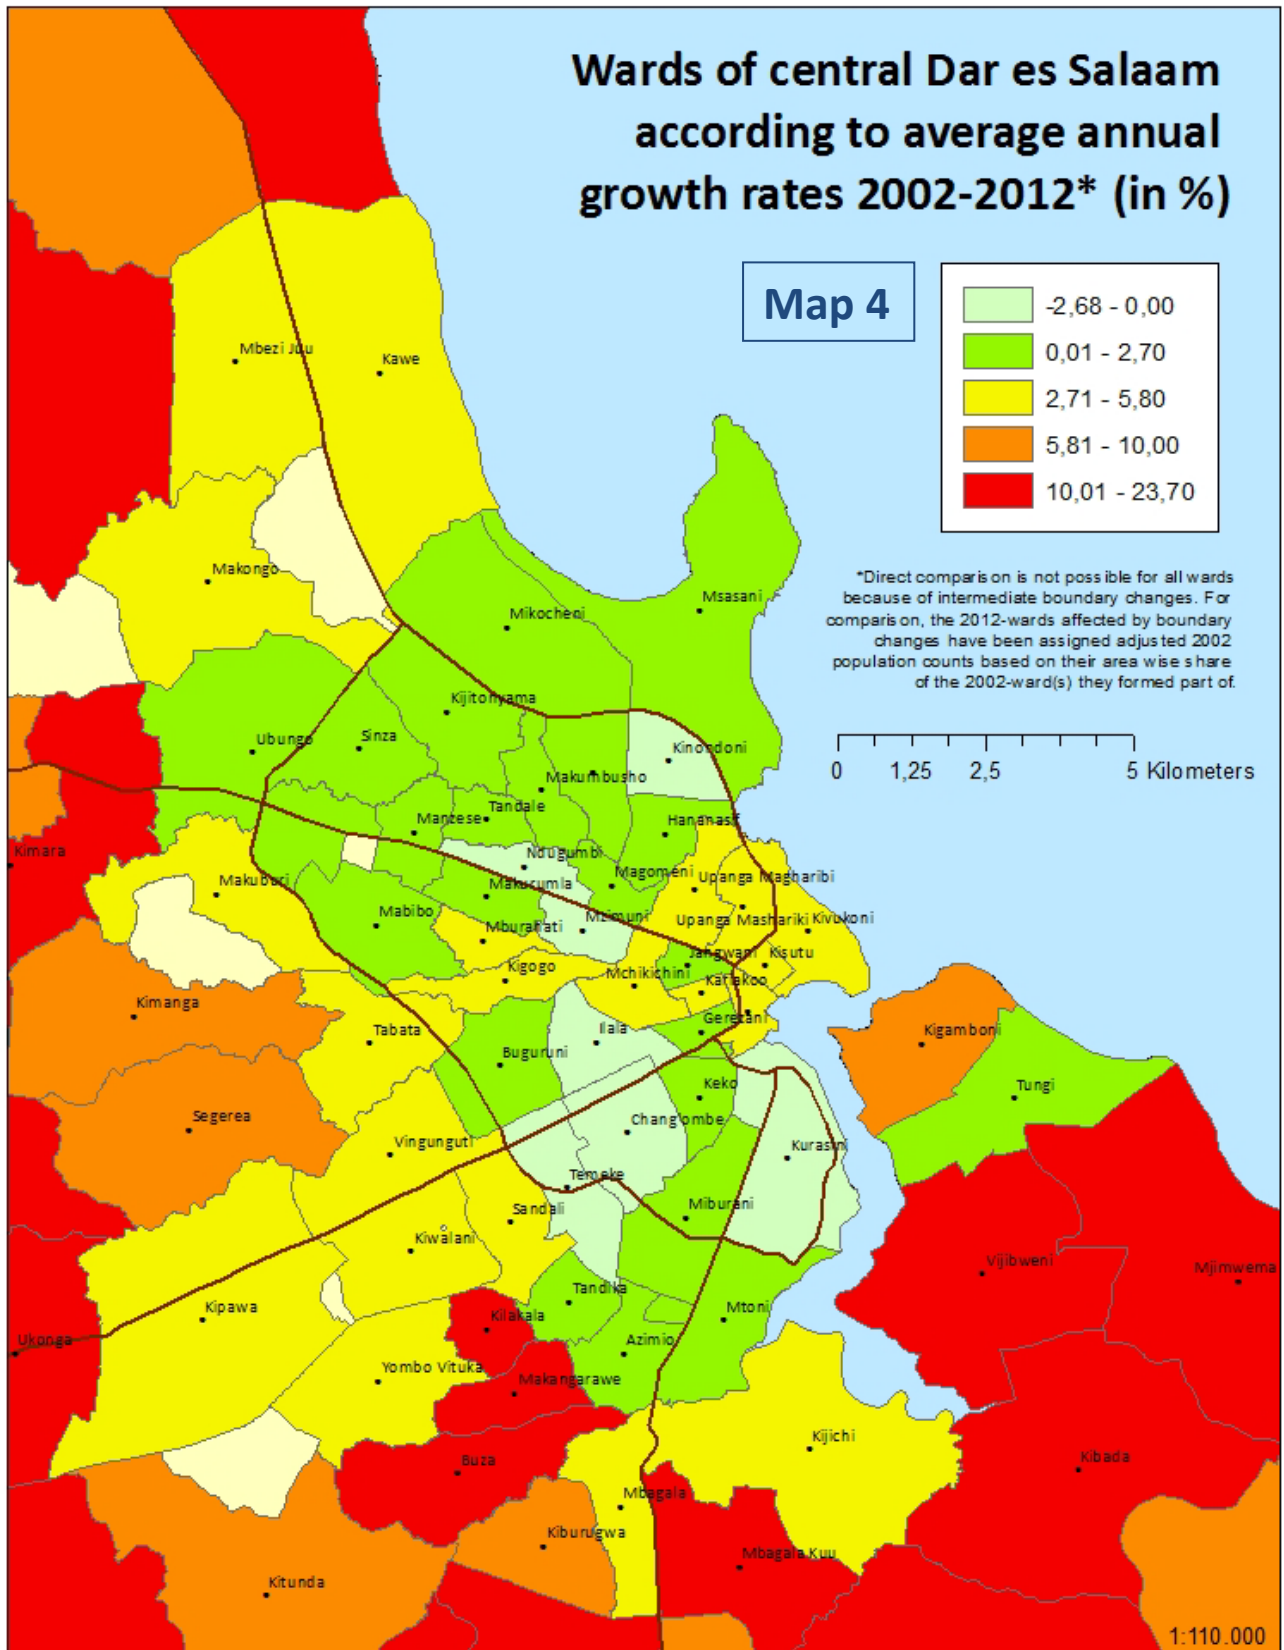 Wards of central Dar es Salaam
according to average annual
growth rates 2002-2012* (in %)
Map 4
-2,68 - 0,00
0,01 - 2,70
2,71 - 5,80
5,81 - 10,00
10,01 - 23,70
*Direct comparison is not possible for all wards
because of intermediate boundary changes. For
comparison, the 2012-wards affected by boundary
changes have been assigned adjusted 2002
population counts based on their area wise share
of the 2002-ward(s) they formed part of.
0 1,25 2,5 5 Kilometers
Mbezi Juu
Kawe
Makongo
Msasani
Mikocheni
Kijitonyama
Ubungo
Sinza
Kinondoni
Makumbusho
Tandale
Manzese
Hananasif
Kimara
Ndugumbi
Makuburi
Makurumla
Magomeni
Upanga Magharibi
Mabibo
Mburahati
Mzimuni
Upanga Mashariki
Kivukoni
Jangwani
Kisutu
Kigogo
Mchikichini
Kariakoo
Kimanga
Tabata
Ilala
Gerezani
Kigamboni
Buguruni
Keko
Tungi
Segerea
Vingunguti
Chang'ombe
Kurasini
Temeke
Sandali
Miburani
Kiwalani
Vijibweni
Mjimwema
Kipawa
Tandika
Kilakala
Mtoni
Ukonga
Azimio
Yombo Vituka
Makangarawe
Kijichi
Buza
Kibada
Mbagala
Kiburugwa
Mbagala Kuu
Kitunda
1:110.000